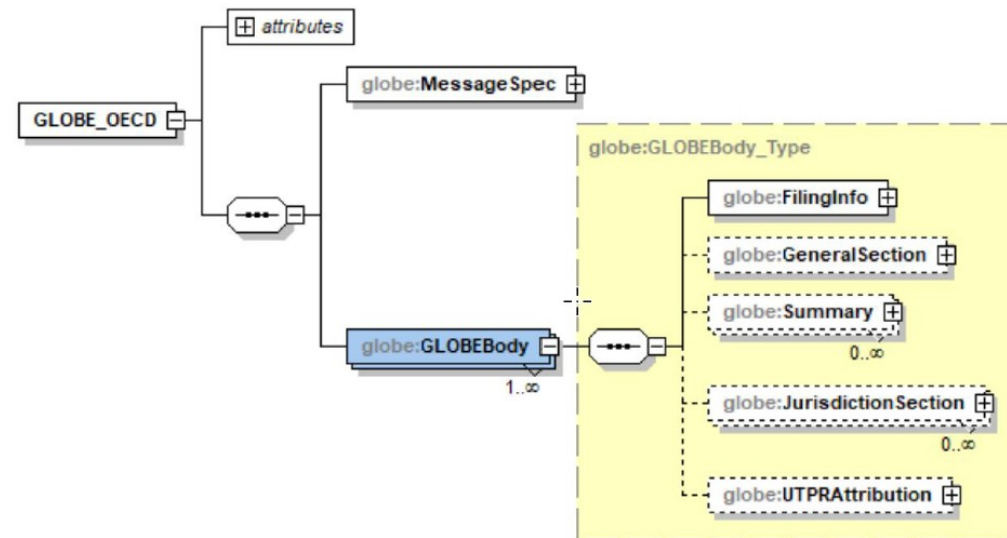 attributes
globe:MessageSpec
GLOBE_OECD
globe:GLOBEBody_Type
globe:FilingInfo
globe:GeneralSection
globe:Summary
0..∞
globe:GLOBEBody
1..∞
globe:JurisdictionSection
0..∞
globe:UTPRAttribution